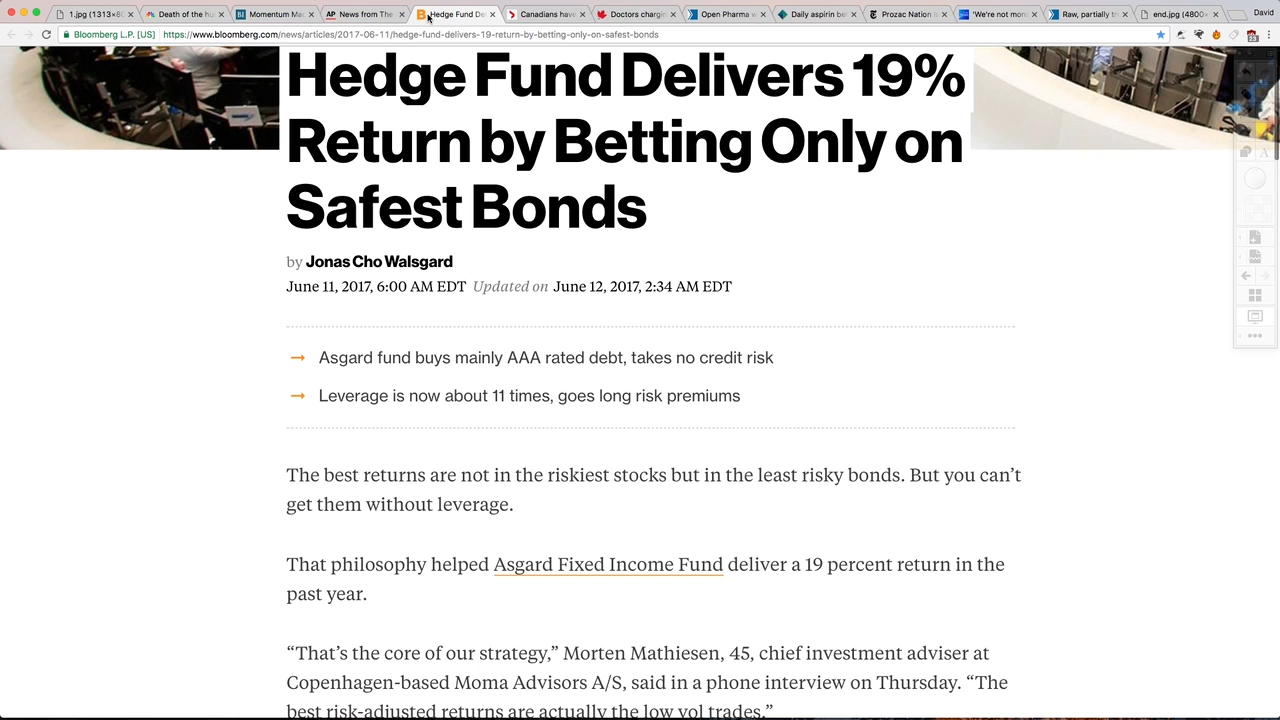 1.jpg (1313×80
Death of the hu
Momentum Mac
News from The
Hedge Fund De
Canadians have
Doctors chargin
Open Pharma w
Daily aspirin be
Prozac Nation is
'We're not mon
Raw, partially th
end.jpg (4800×
David
Bloomberg L.P. [US] https://www.bloomberg.com/news/articles/2017-06-11/hedge-fund-delivers-19-return-by-betting-only-on-safest-bonds
Hedge Fund Delivers 19%
Return by Betting Only on
Safest Bonds
by Jonas Cho Walsgard
June 11, 2017, 6:00 AM EDT Updated on June 12, 2017, 2:34 AM EDT
→ Asgard fund buys mainly AAA rated debt, takes no credit risk
→ Leverage is now about 11 times, goes long risk premiums
The best returns are not in the riskiest stocks but in the least risky bonds. But you can't
get them without leverage.
That philosophy helped Asgard Fixed Income Fund deliver a 19 percent return in the
past year.
“That's the core of our strategy,” Morten Mathiesen, 45, chief investment adviser at
Copenhagen-based Moma Advisors A/S, said in a phone interview on Thursday. “The
best risk-adjusted returns are actually the low vol trades.”